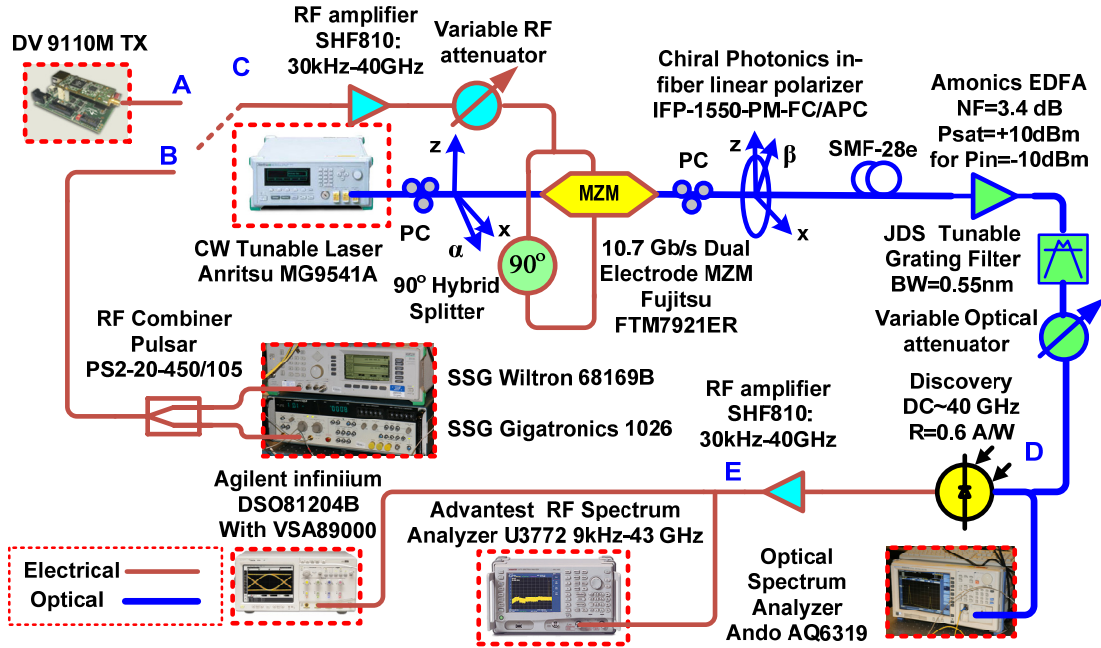 DV 9110M TX
A
B
C
RF amplifier
SHF810:
30kHz-40GHz
Variable RF
attenuator
Chiral Photonics in-
fiber linear polarizer
IFP-1550-PM-FC/APC
Amonics EDFA
NF=3.4 dB
Psat=+10dBm
for Pin=-10dBm
z
x
α
PC
MZM
PC
z
β
x
SMF-28e
CW Tunable Laser
Anritsu MG9541A
90°
90° Hybrid
Splitter
10.7 Gb/s Dual
Electrode MZM
Fujitsu
FTM7921ER
JDS Tunable
Grating Filter
BW=0.55nm
Variable Optical
attenuator
RF Combiner
Pulsar
PS2-20-450/105
SSG Wiltron 68169B
SSG Gigatronics 1026
RF amplifier
SHF810:
30kHz-40GHz
Discovery
DC~40 GHz
R=0.6 A/W
D
E
Agilent infiniium
DSO81204B
With VSA89000
Advantest RF Spectrum
Analyzer U3772 9kHz-43 GHz
Optical
Spectrum
Analyzer
Ando AQ6319
Electrical
Optical